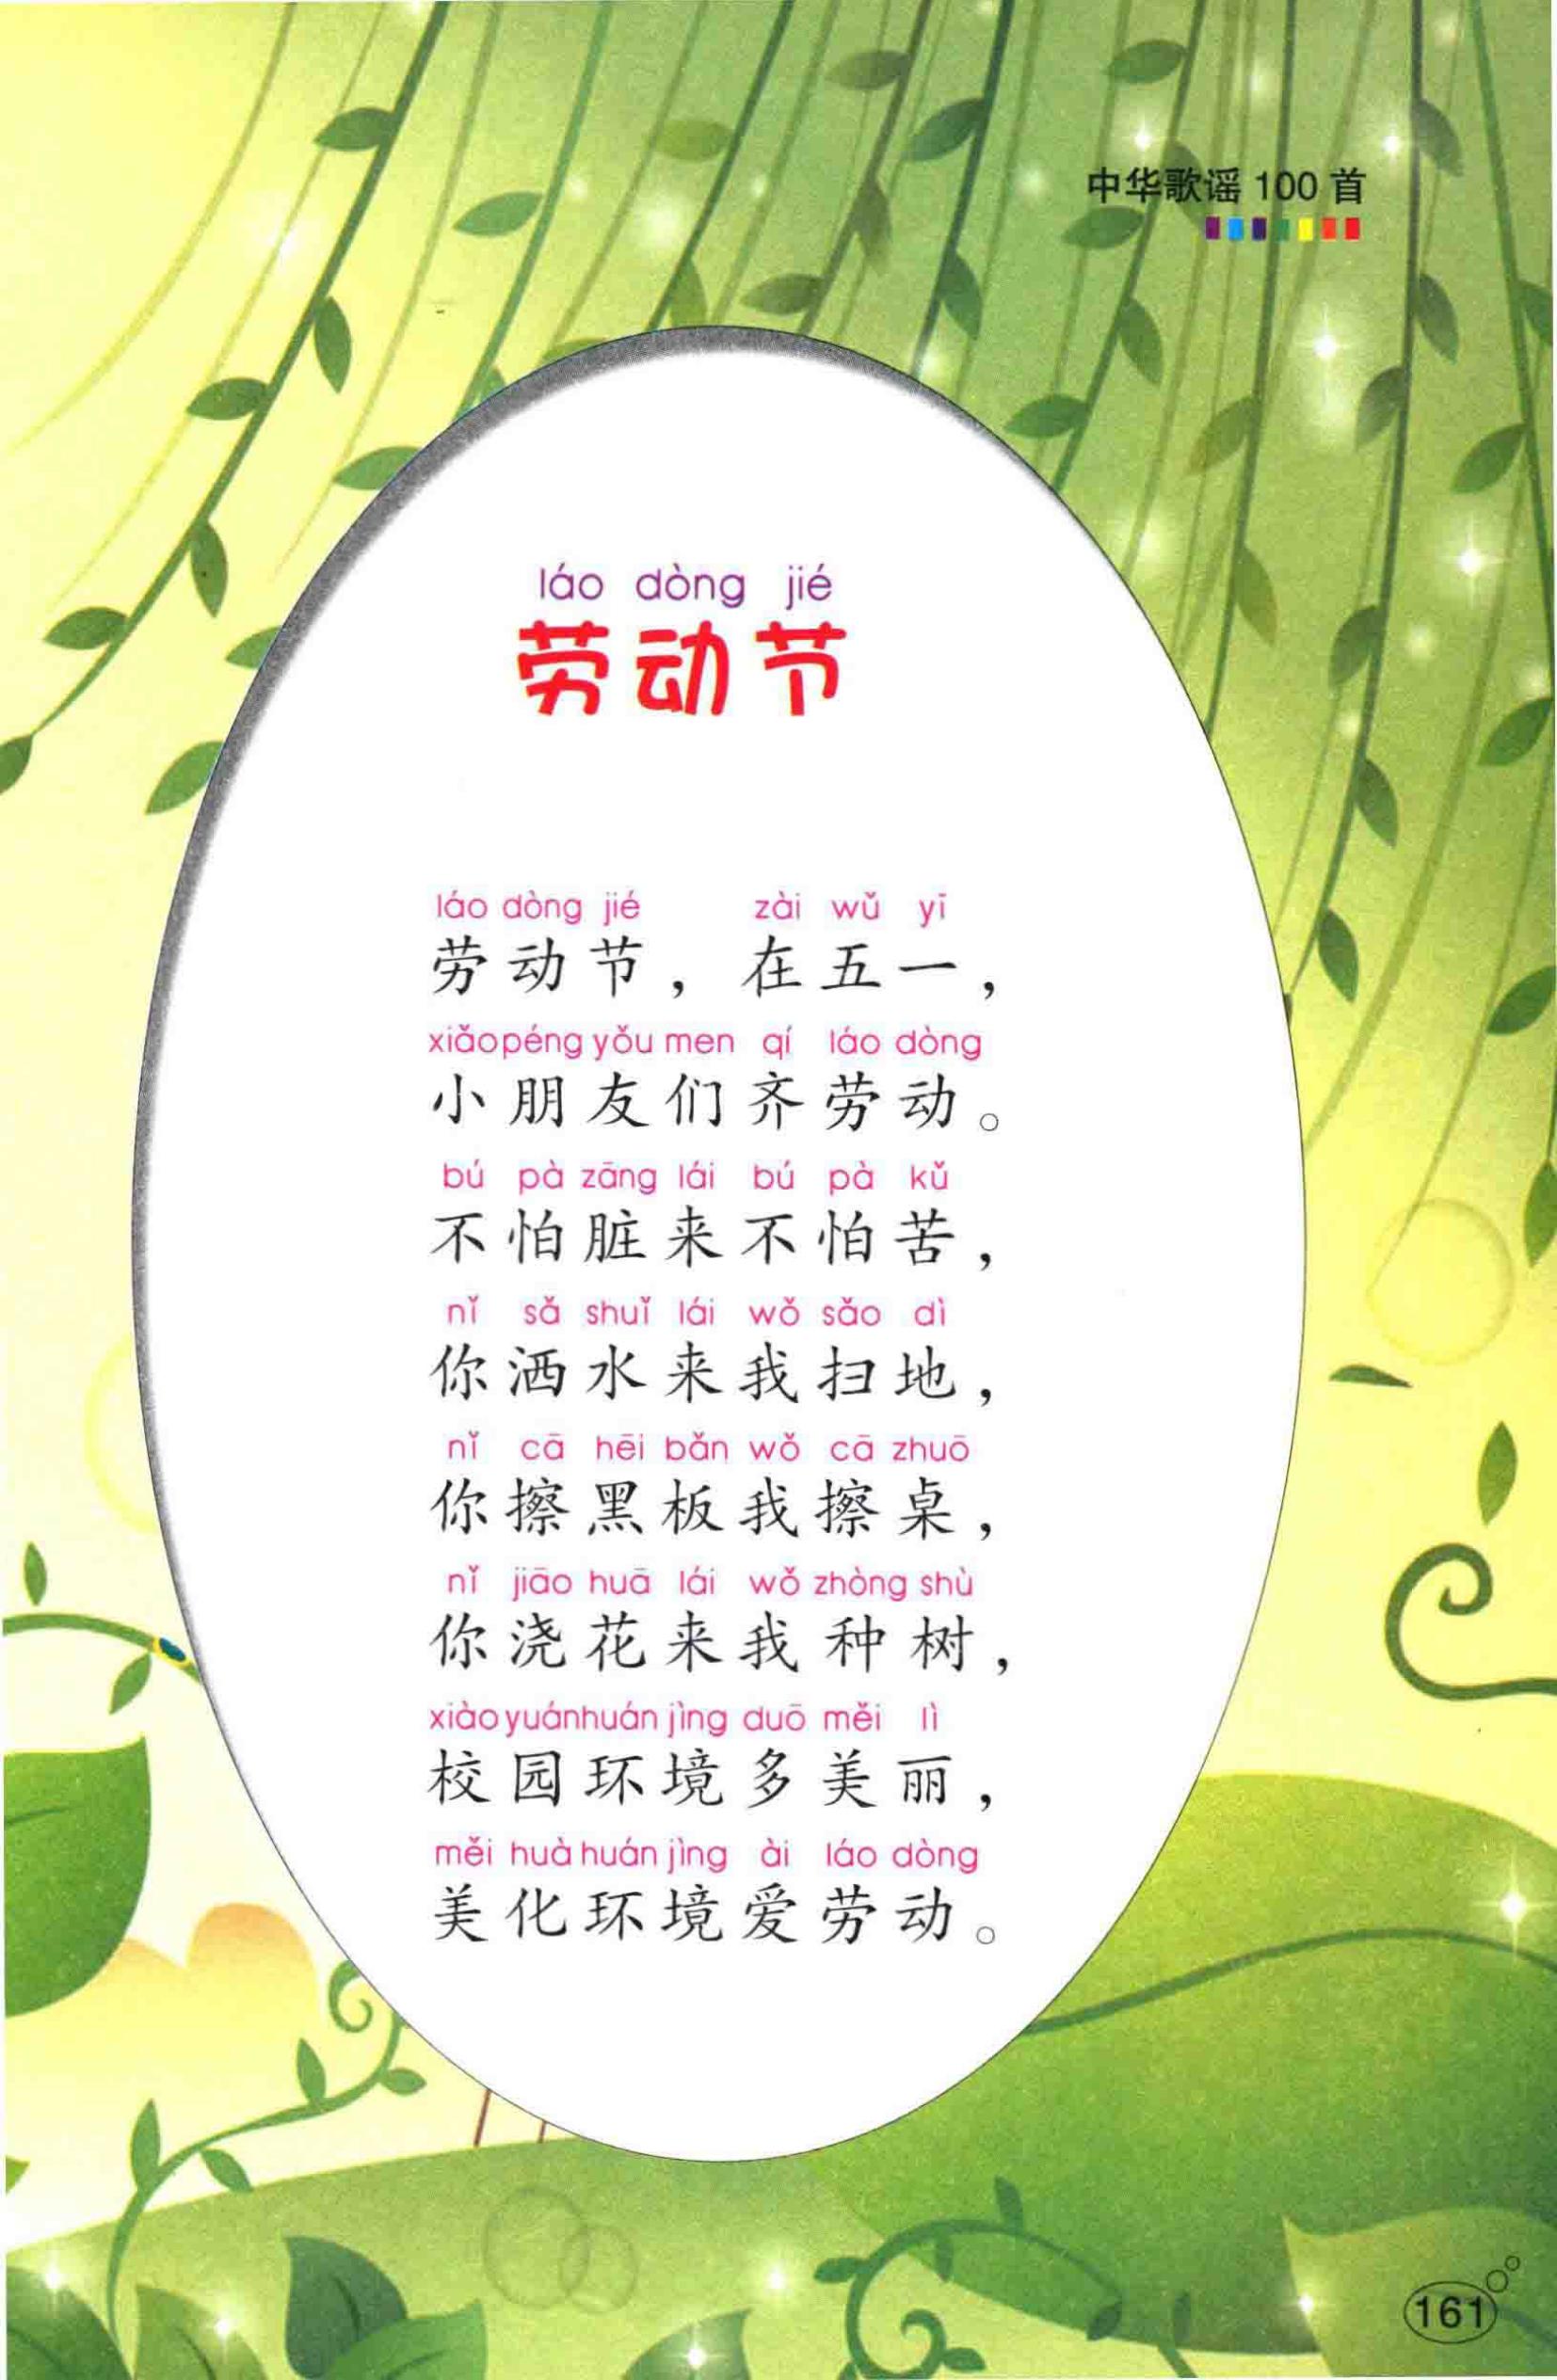 中华歌谣 100 首
láo dòng jié
劳动节
láo dòng jié zài wǔ yī
劳动节，在五一，
xiǎo péng yǒu men qí láo dòng
小朋友们齐劳动。
bú pà zāng lái bú pà kǔ
不怕脏来不怕苦，
nǐ sǎ shuǐ lái wǒ sǎo dì
你洒水来我扫地，
nǐ cā hēi bǎn wǒ cā zhuō
你擦黑板我擦桌，
nǐ jiāo huā lái wǒ zhòng shù
你浇花来我种树，
xiào yuán huán jìng duō měi lì
校园环境多美丽，
měi huà huán jìng ài láo dòng
美化环境爱劳动。
161